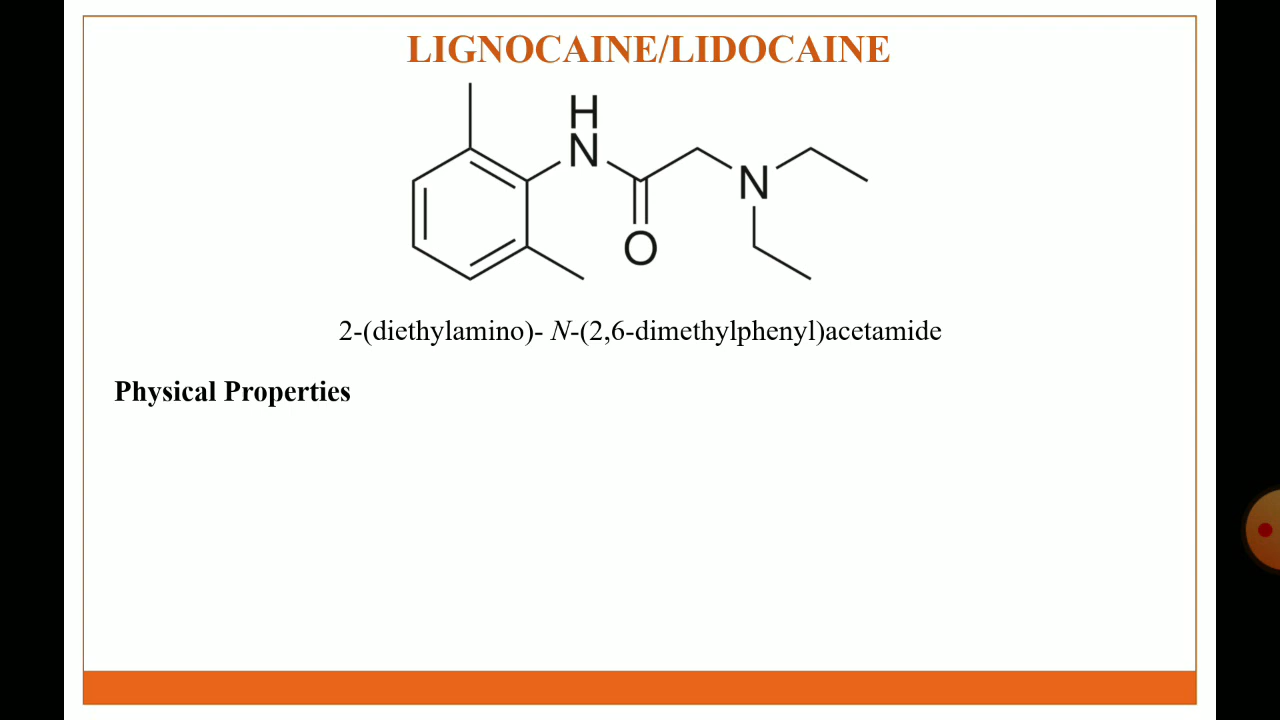 LIGNOCAINE/LIDOCAINE
H
N
N
O
2-(diethylamino)- N-(2,6-dimethylphenyl)acetamide
Physical Properties